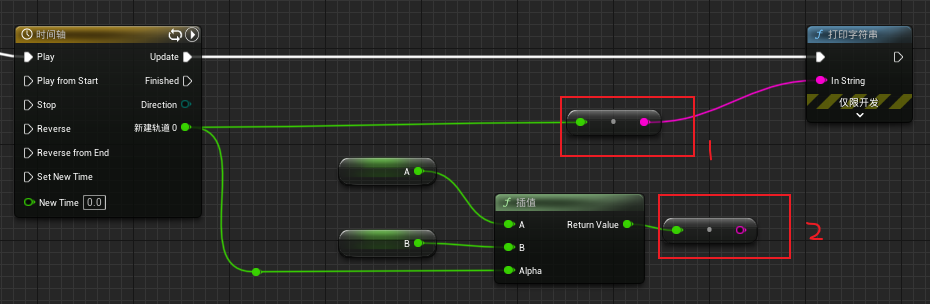 时间轴
Play
Update
Play from Start
Finished
Stop
Direction
Reverse
新建轨道 0
Reverse from End
Set New Time
New Time 0.0
打印字符串
In String
仅限开发
1
A
B
插值
A
Return Value
B
Alpha
2